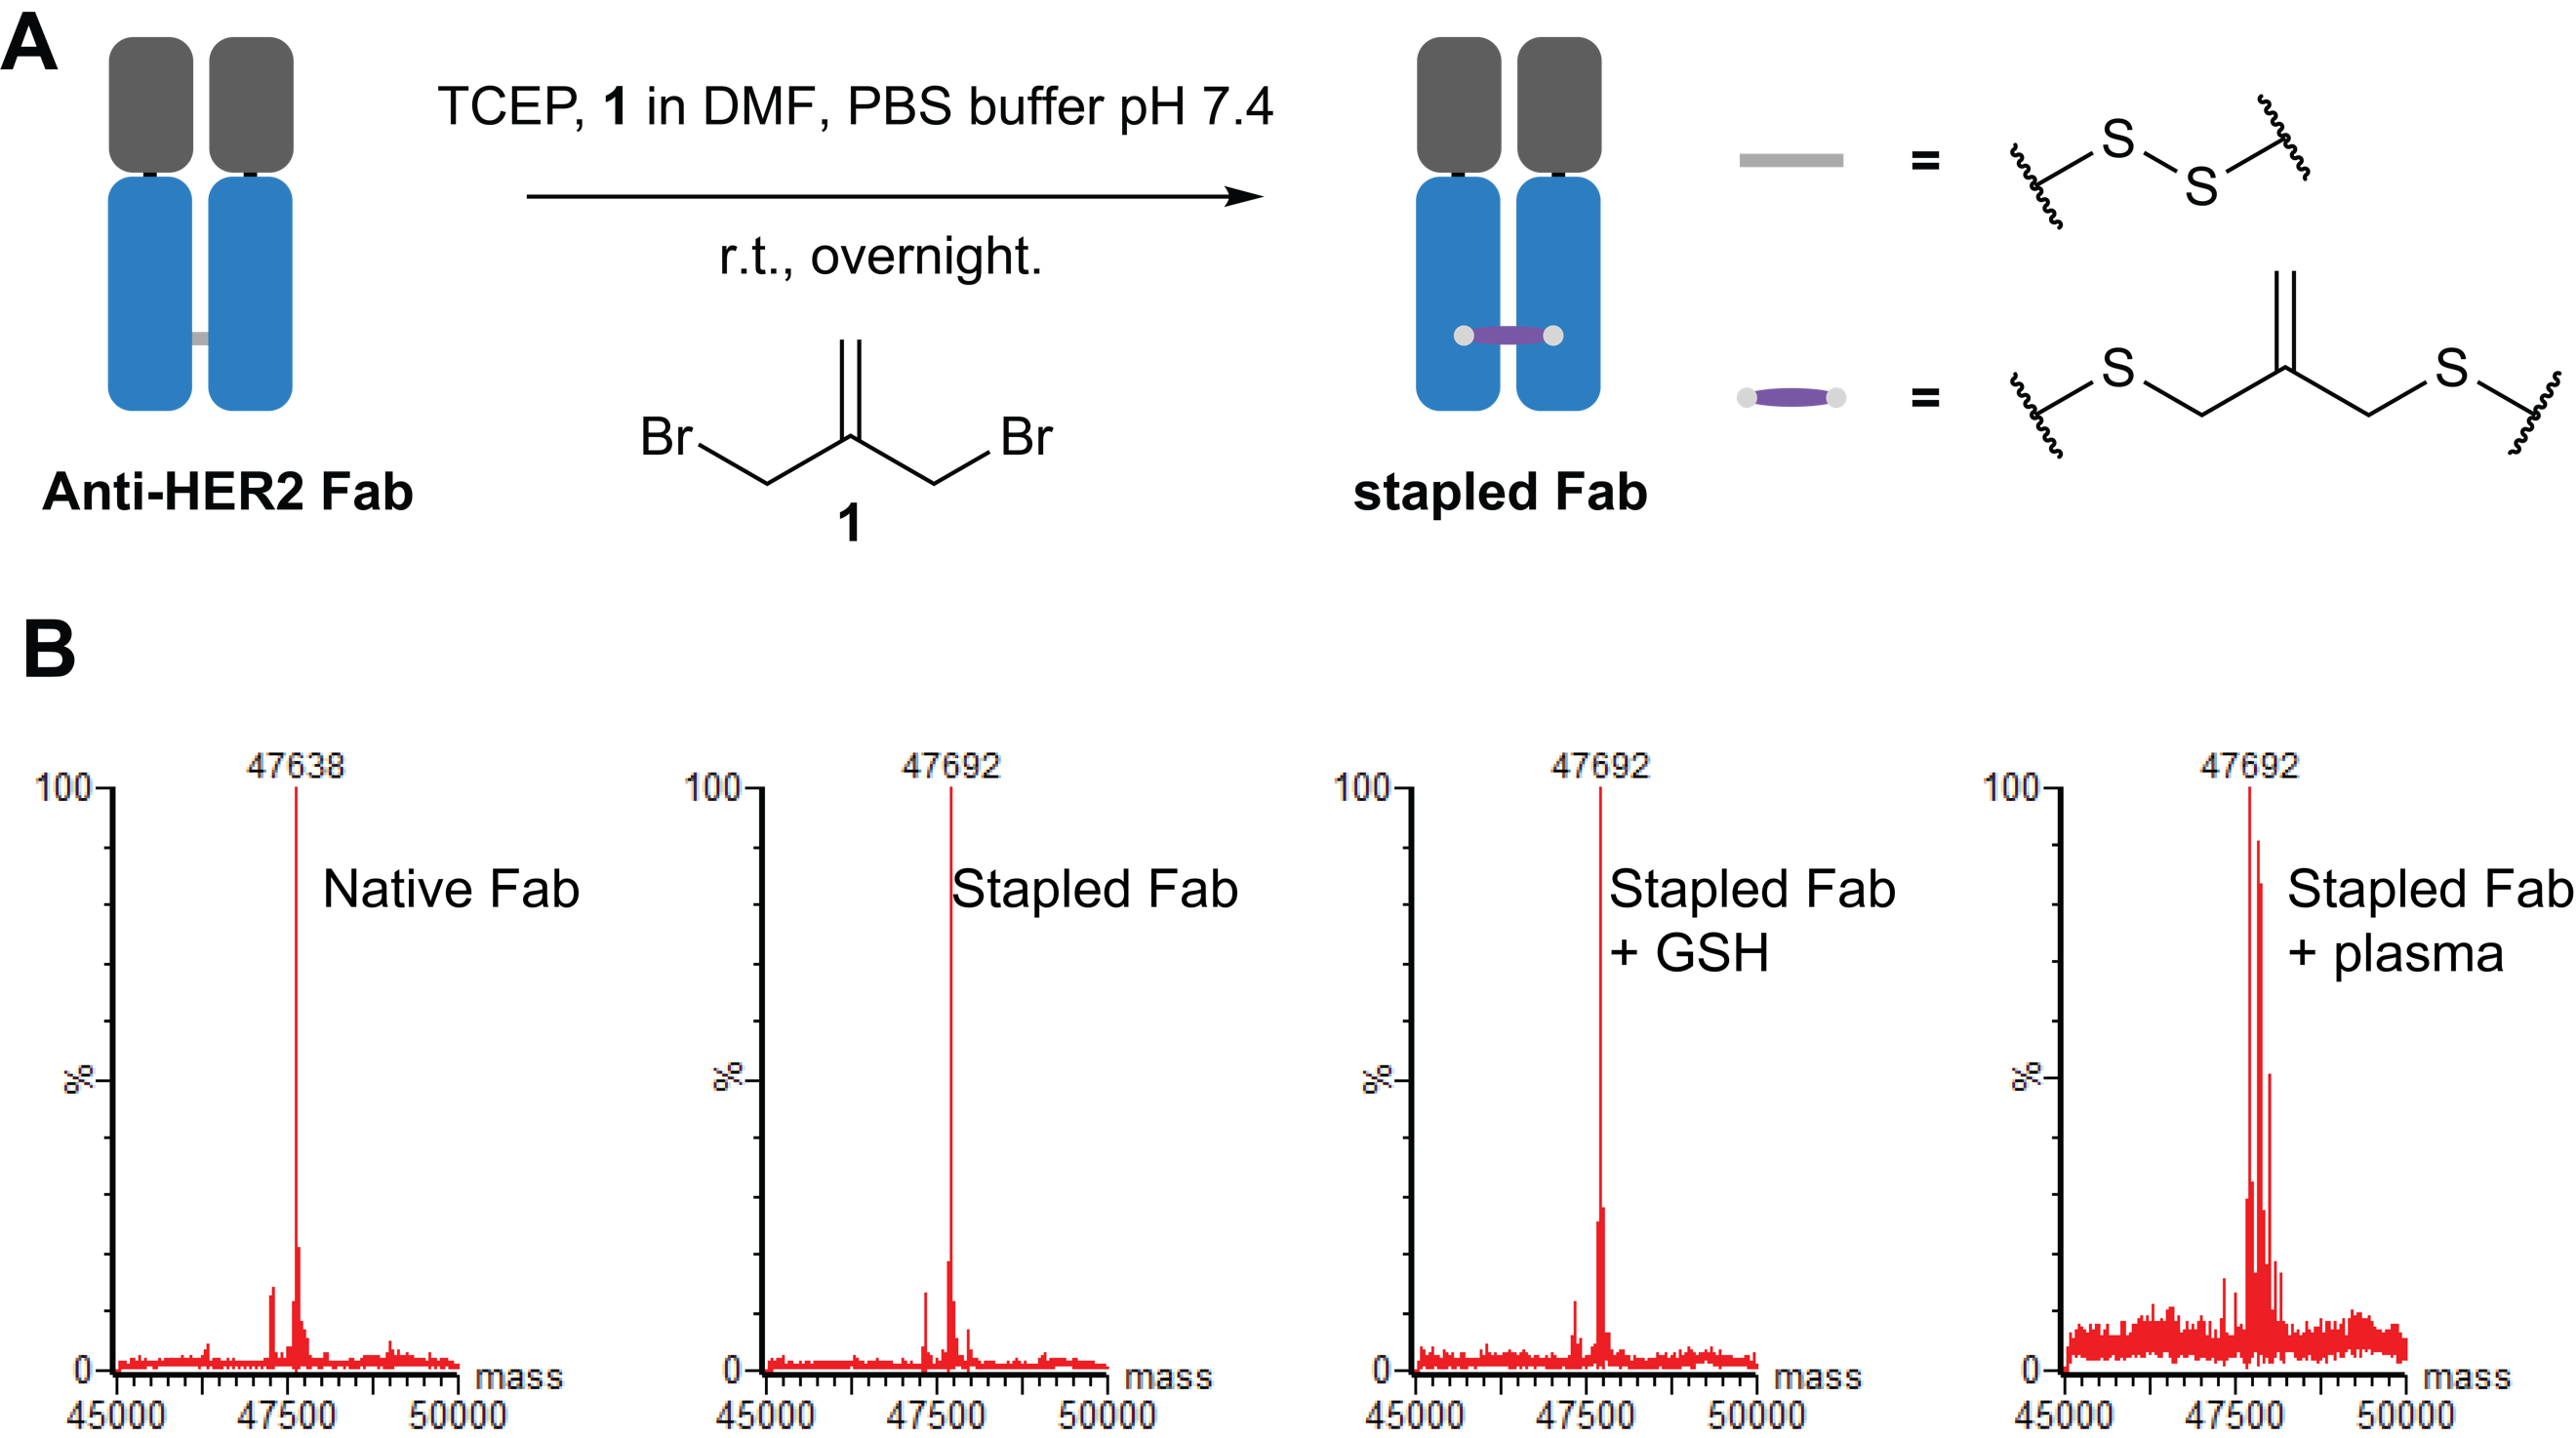 A
TCEP, 1 in DMF, PBS buffer pH 7.4
r.t., overnight.
Br
Br
1
Anti-HER2 Fab
stapled Fab
=
S
S
=
S
S
B
47638
100
%
0
45000 47500 50000
mass
Native Fab
47692
100
%
0
45000 47500 50000
mass
Stapled Fab
47692
100
%
0
45000 47500 50000
mass
Stapled Fab
+ GSH
47692
100
%
0
45000 47500 50000
mass
Stapled Fab
+ plasma